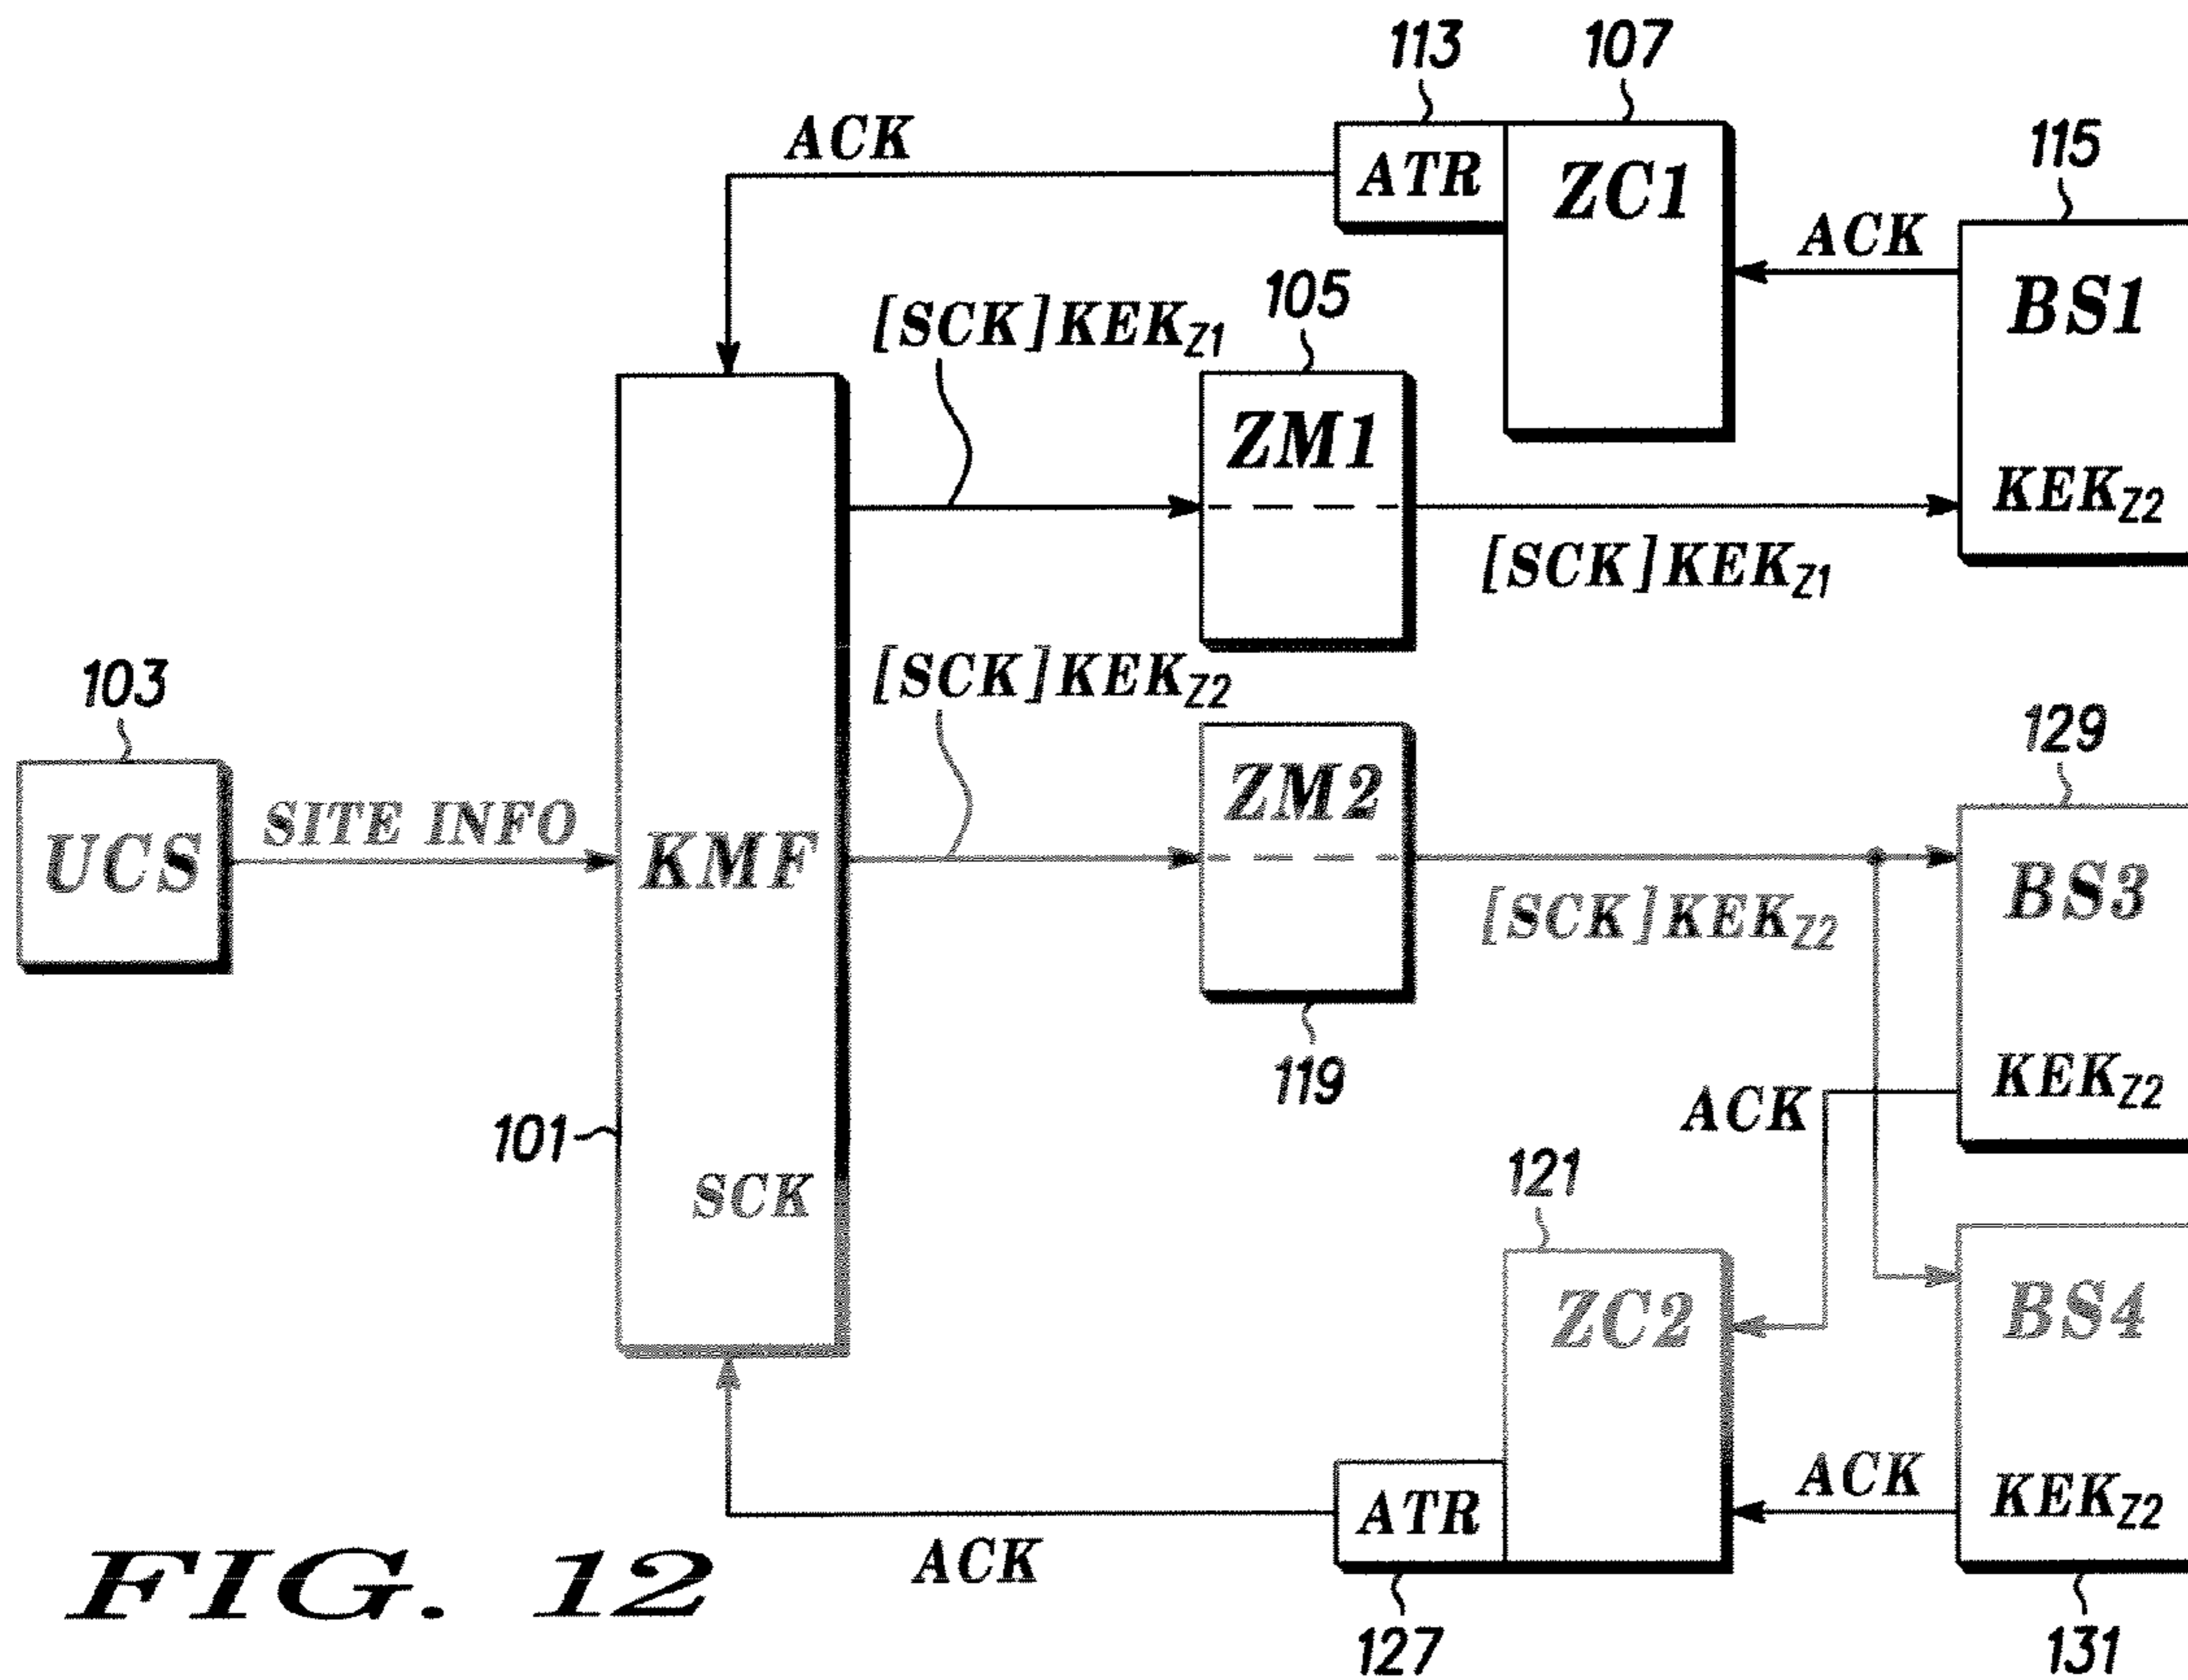 113
107
115
ACK
ATR
ZC1
ACK
BS1
KEKZ2
[SCK]KEKZ1
105
ZM1
[SCK]KEKZ1
103
UCS
SITE INFO
KMF
SCK
101
[SCK]KEKZ2
ZM2
119
[SCK]KEKZ2
129
BS3
KEKZ2
ACK
121
ZC2
BS4
KEKZ2
ACK
131
ATR
127
ACK
FIG. 12